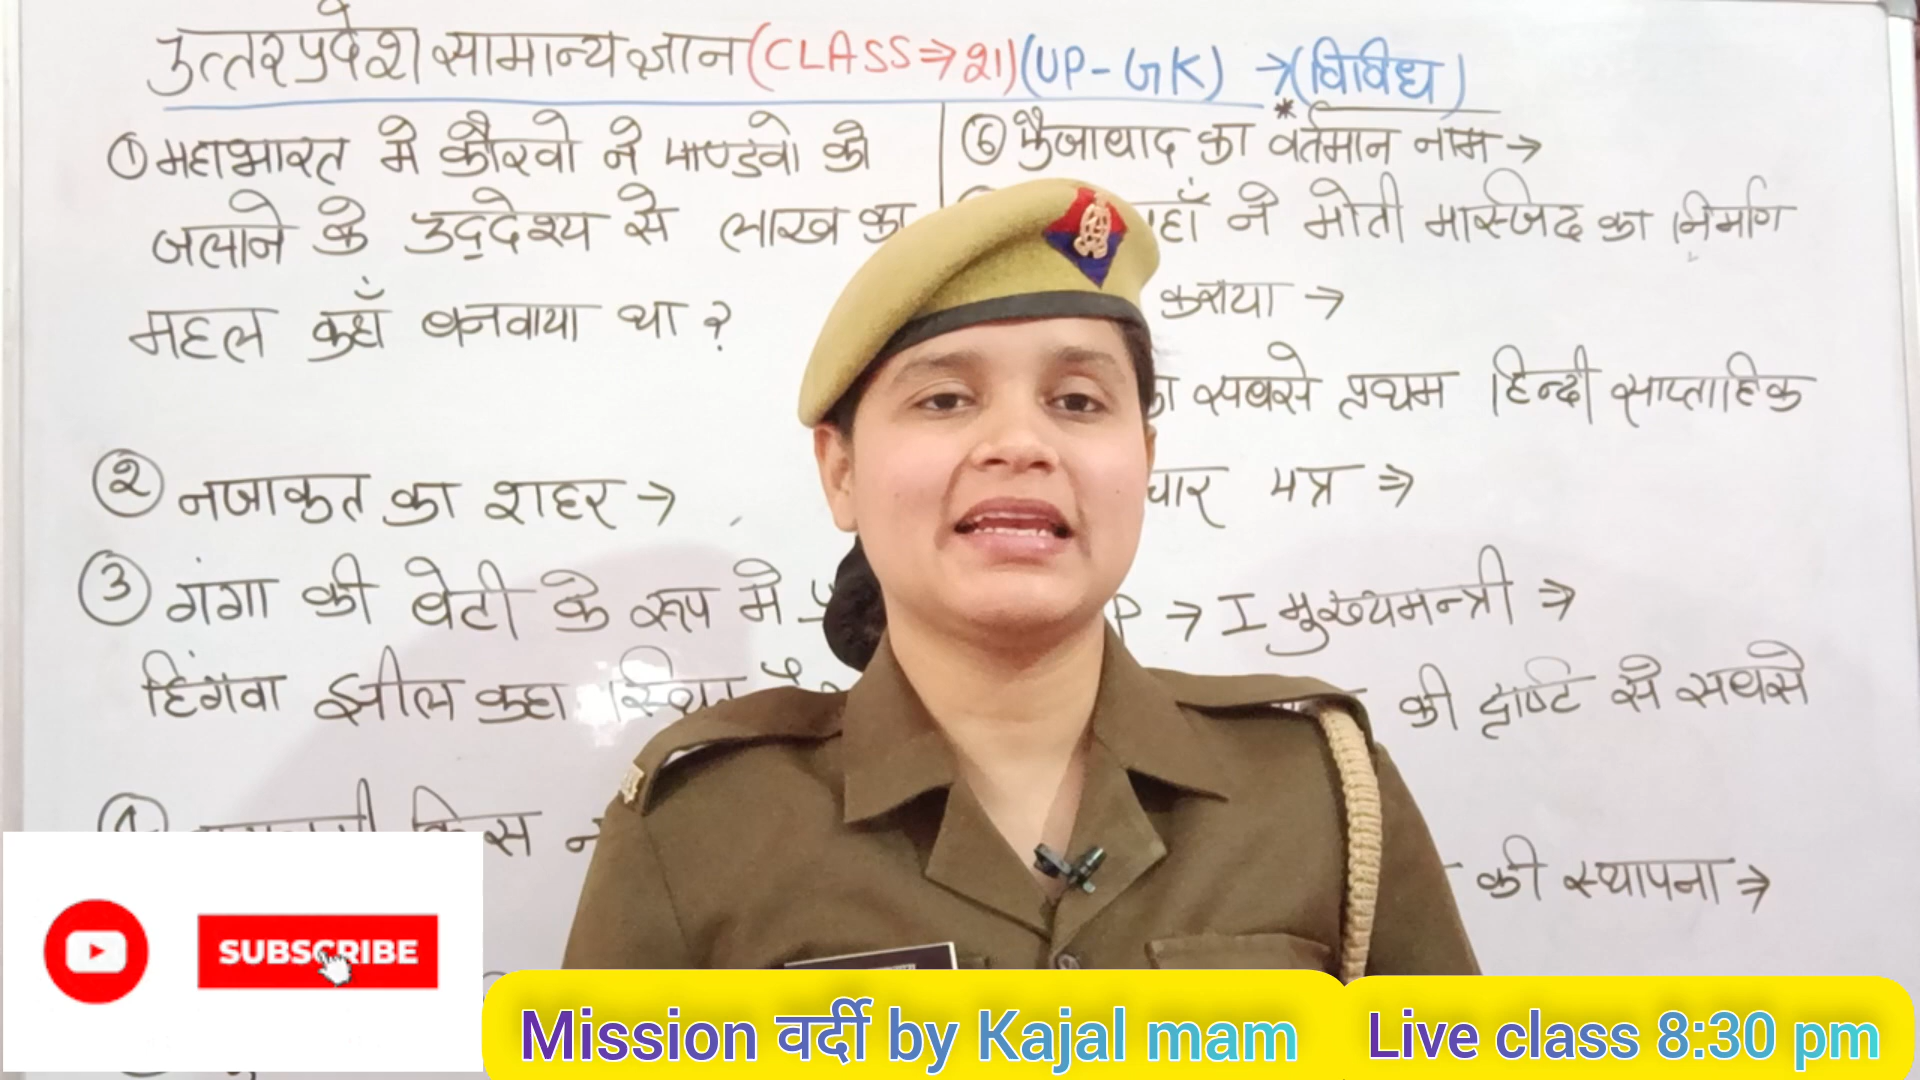 उत्तर प्रदेश सामान्य ज्ञान (CLASS⇒21) (UP-GK) →(विविध)
① महाभारत मे कौरवो ने पाण्डवो को
जलाने के उद्देश्य से लाख का
महल कहाँ बनवाया था ?
② नजाकत का शहर →
③ गंगा की बेटी के रूप मे
हिंगवा झील कहा
④
किस
⑥ फैजाबाद का वर्तमान नाम →
ने मोती मस्जिद का निर्माण
कराया →
सबसे प्रथम हिन्दी साप्ताहिक
पत्र ⇒
→ I मुख्यमन्त्री ⇒
की दृष्टि से सबसे
की स्थापना ⇒
SUBSCRIBE
Mission वर्दी by Kajal mam
Live class 8:30 pm